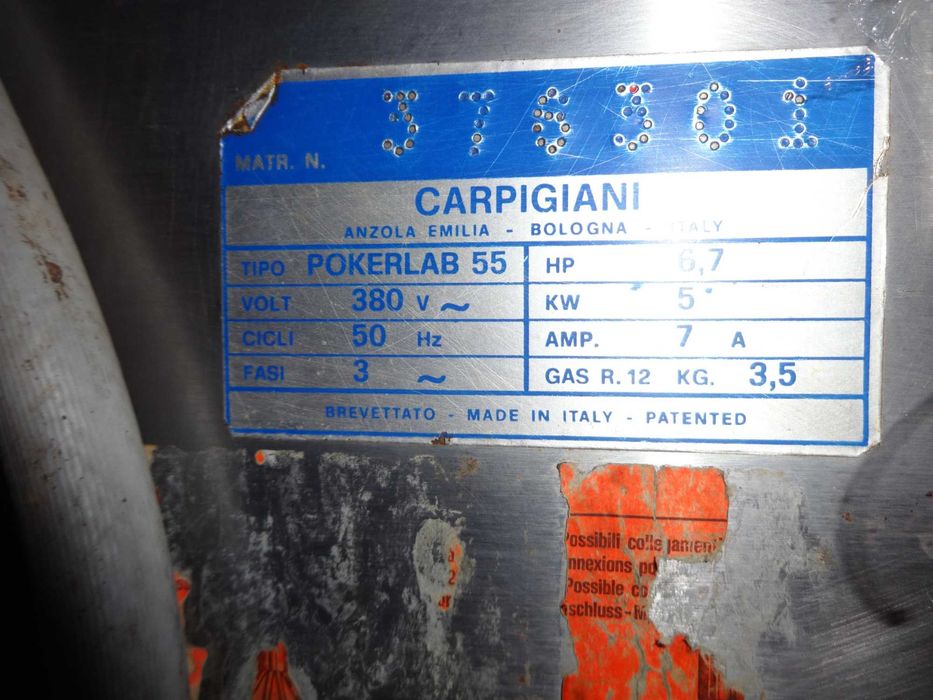 3T6301
MATR. N.
CARPIGIANI
ANZOLA EMILIA - BOLOGNA - ITALY
TIPO POKERLAB 55 HP 6,7
VOLT 380 V ~ KW 5
CICLI 50 Hz AMP. 7 A
FASI 3 ~ GAS R.12 KG. 3,5
BREVETTATO - MADE IN ITALY - PATENTED
ossibili collegamenti
nnexions po
Possible co
schluss-M